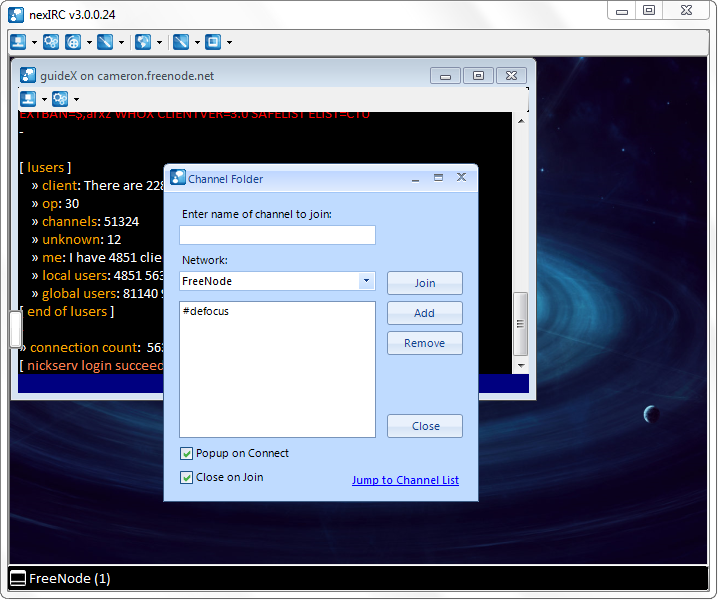 nexIRC v3.0.0.24
guideX on cameron.freenode.net
EXTBAN=$,arxz WHOX CLIENTVER=3.0 SAFELIST ELIST=CTU
-
[ lusers ]
» client: There are 228
» op: 30
» channels: 51324
» unknown: 12
» me: I have 4851 clie
» local users: 4851 563
» global users: 81140
[ end of lusers ]
» connection count: 563
[ nickserv login succeed
Channel Folder
Enter name of channel to join:
Network:
FreeNode
Join
#defocus
Add
Remove
Close
Popup on Connect
Close on Join
Jump to Channel List
FreeNode (1)